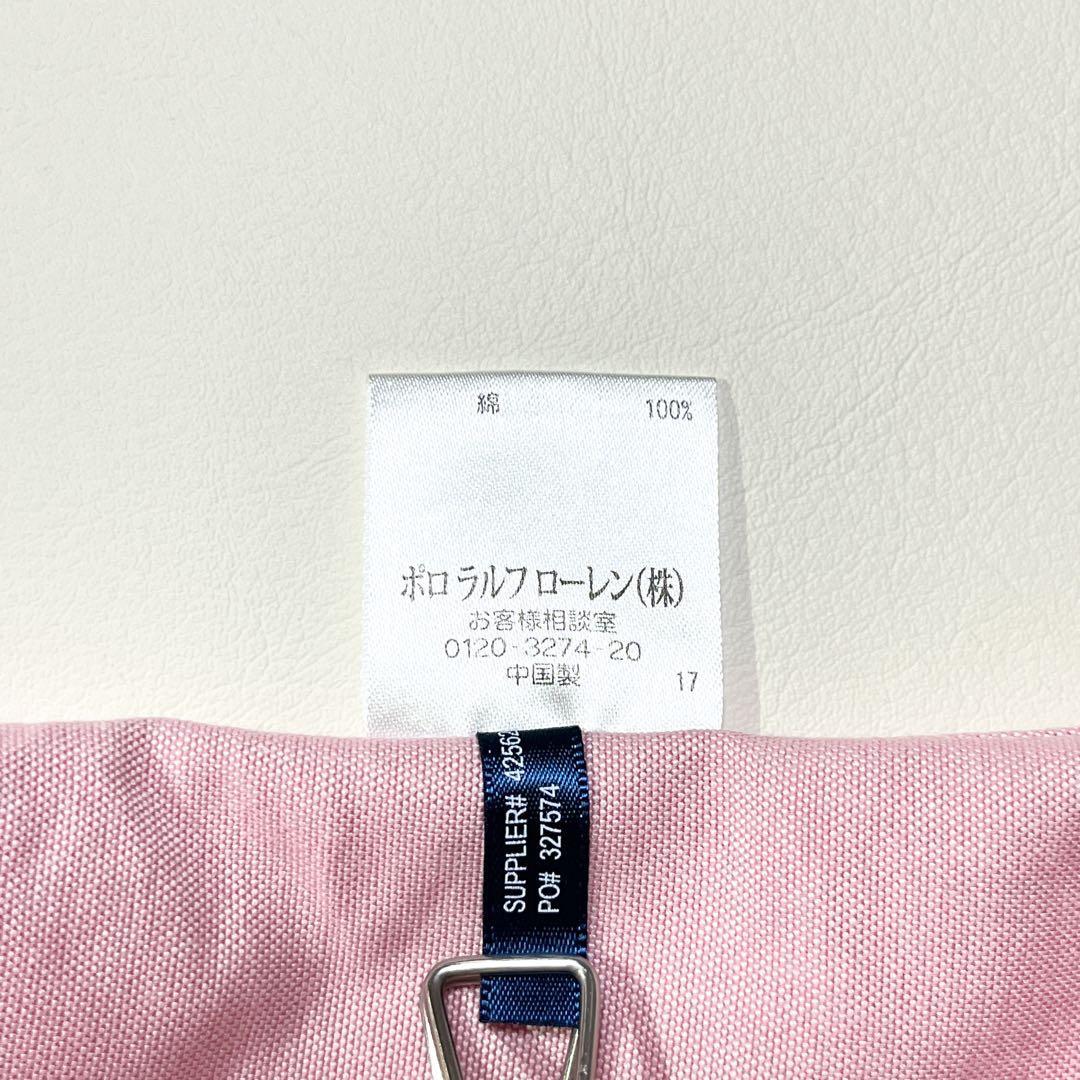 綿 100%
ポロ ラルフ ローレン(株)
お客様相談室
0120-3274-20
中国製 17
SUPPLIER# 42562
PO# 327574